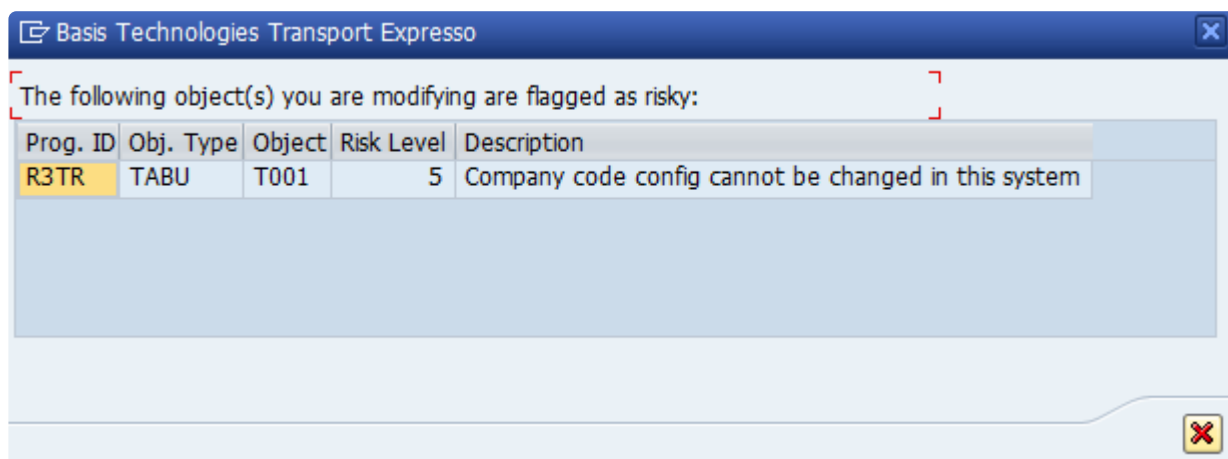 Basis Technologies Transport Expresso
The following object(s) you are modifying are flagged as risky:
Prog. ID Obj. Type Object Risk Level Description
R3TR TABU T001 5 Company code config cannot be changed in this system